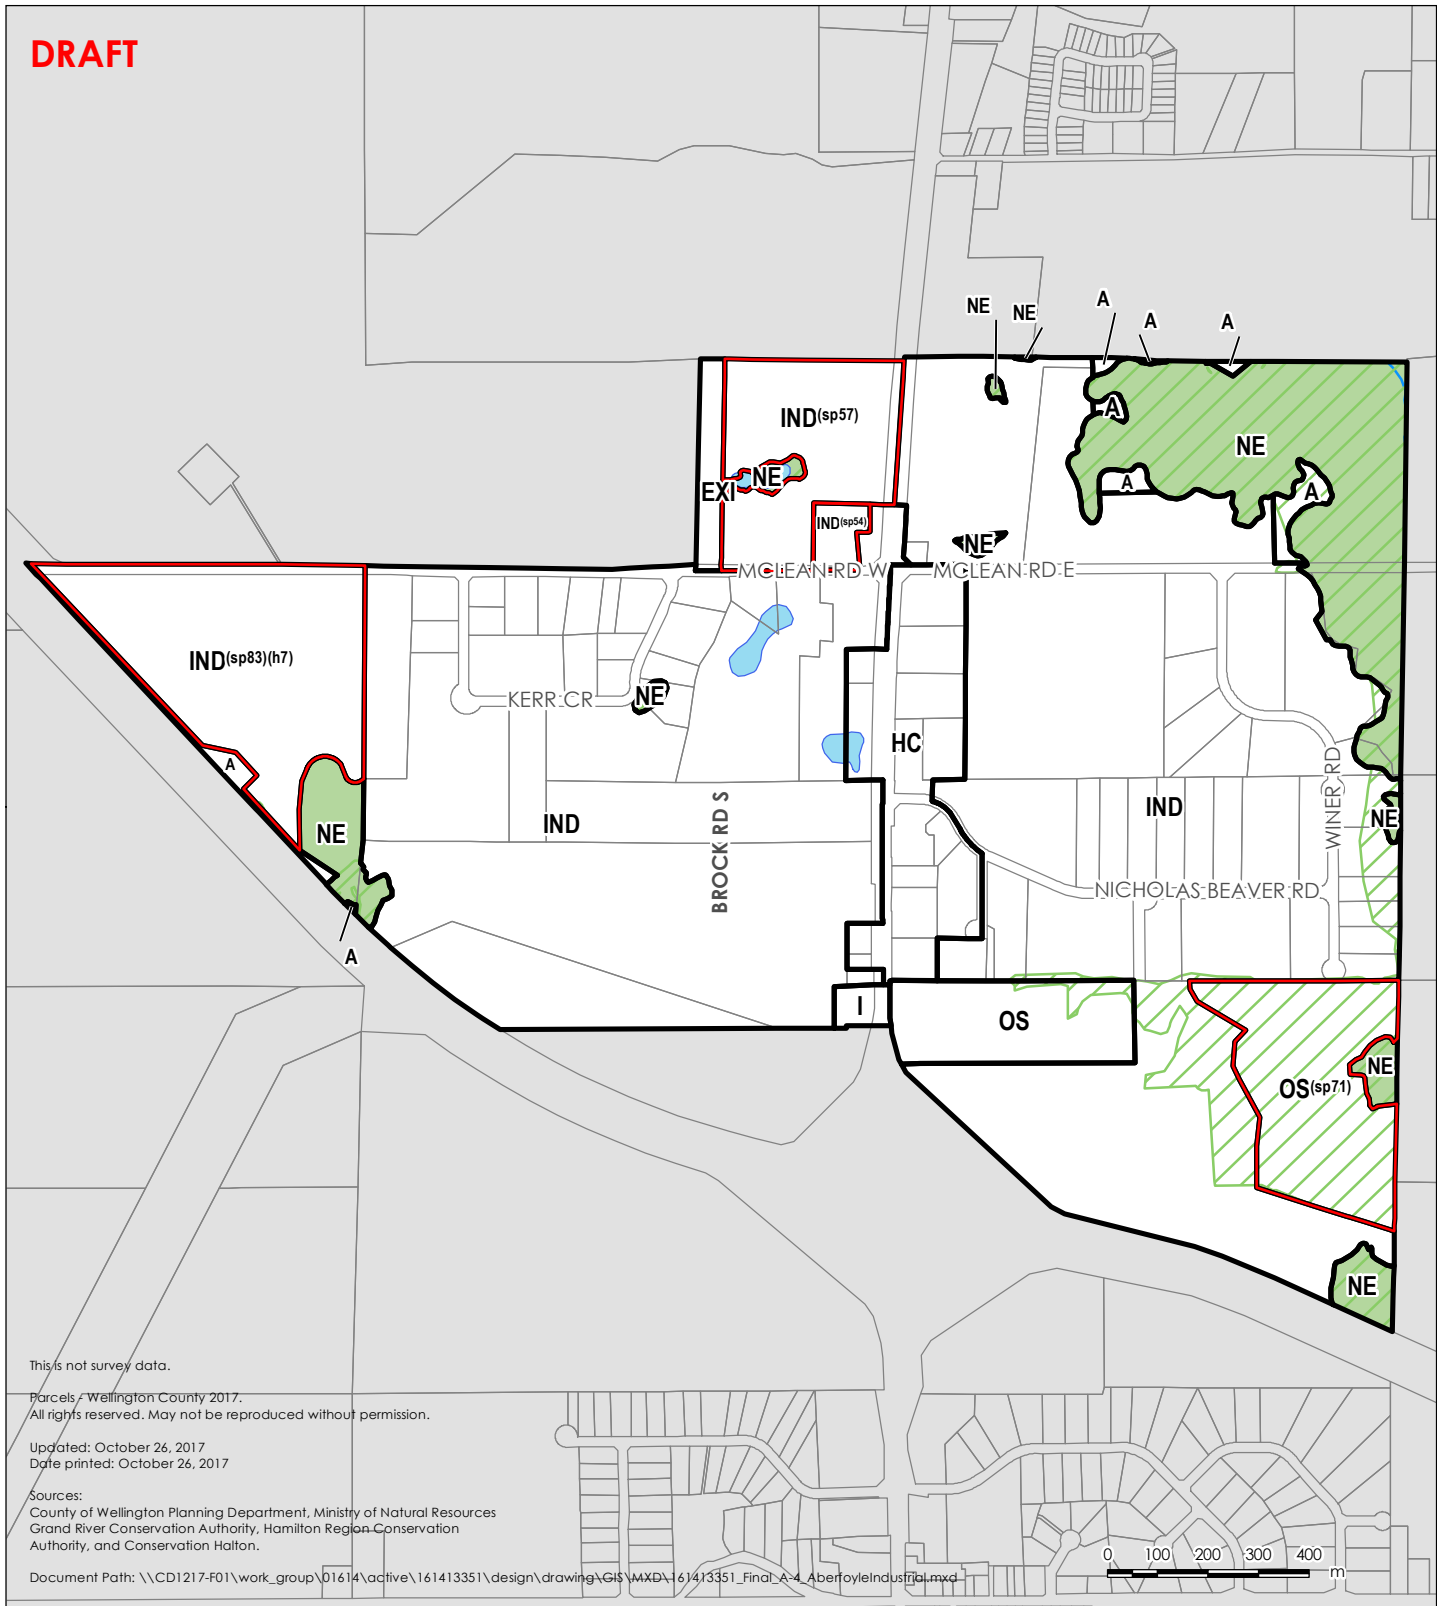 DRAFT
NE
NE
A
A
A
IND(sp57)
A
NE
NE
EXI
A
A
IND(sp54)
NE
MCLEAN RD W
MCLEAN RD E
IND(sp83)(h7)
KERR CR
NE
HC
A
BROCK RD S
WINER RD
IND
IND
NE
NE
NICHOLAS BEAVER RD
A
I
OS
NE
OS(sp71)
NE
This is not survey data.
Parcels - Wellington County 2017.
All rights reserved. May not be reproduced without permission.
Updated: October 26, 2017
Date printed: October 26, 2017
Sources:
County of Wellington Planning Department, Ministry of Natural Resources
Grand River Conservation Authority, Hamilton Region Conservation
Authority, and Conservation Halton.
0 100 200 300 400
m
Document Path: \\CD1217-F01\work_group\01614\active\161413351\design\drawing\GIS\MXD\161413351_Final_A-4_AberfoyleIndustrial.mxd